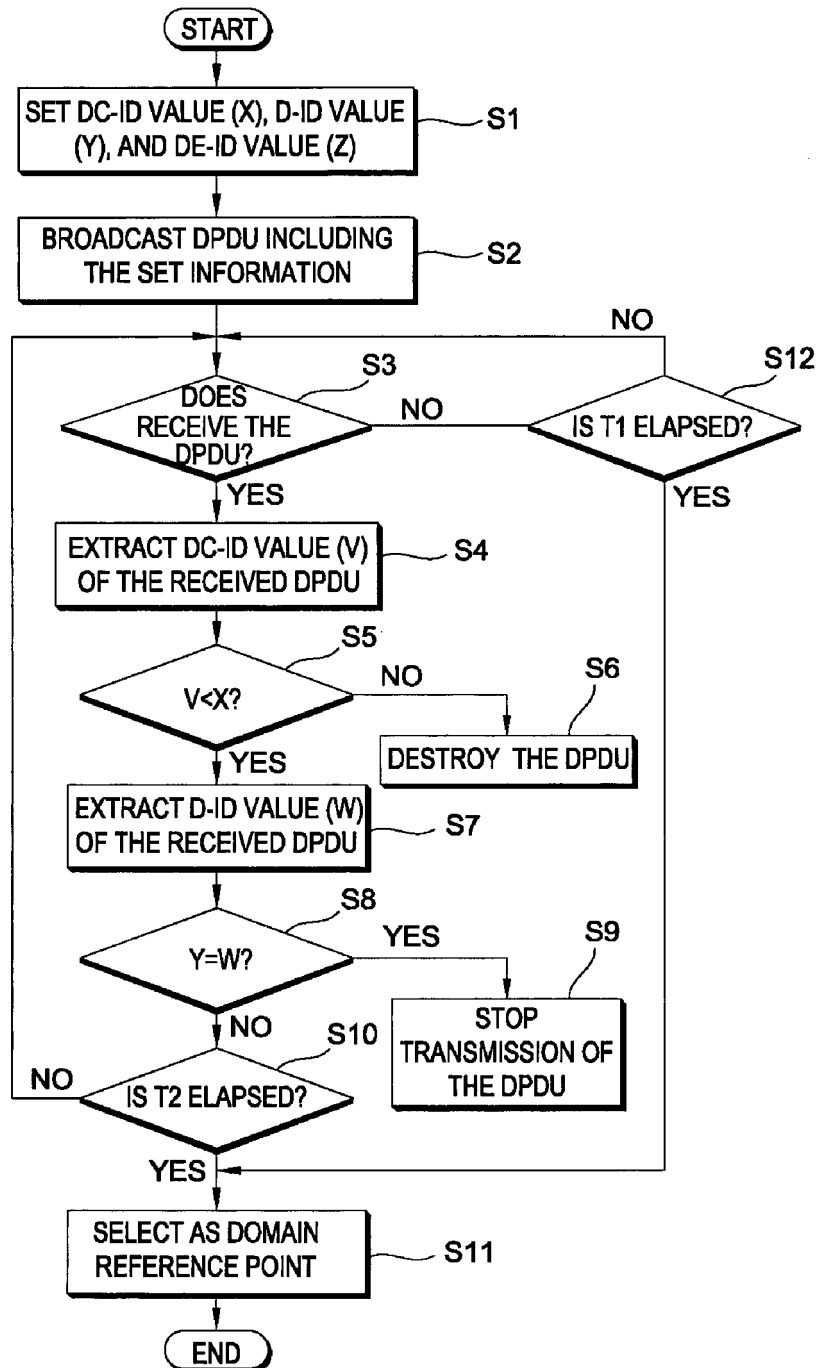 START
SET DC-ID VALUE (X), D-ID VALUE
(Y), AND DE-ID VALUE (Z)
S1
BROADCAST DPDU INCLUDING
THE SET INFORMATION
S2
NO
S3
S12
DOES
RECEIVE THE
DPDU?
NO
IS T1 ELAPSED?
YES
YES
EXTRACT DC-ID VALUE (V)
OF THE RECEIVED DPDU
S4
S5
V<X?
NO
S6
DESTROY THE DPDU
YES
EXTRACT D-ID VALUE (W)
OF THE RECEIVED DPDU
S7
S8
Y=W?
YES
S9
STOP
TRANSMISSION OF
THE DPDU
NO
S10
NO
IS T2 ELAPSED?
YES
SELECT AS DOMAIN
REFERENCE POINT
S11
END